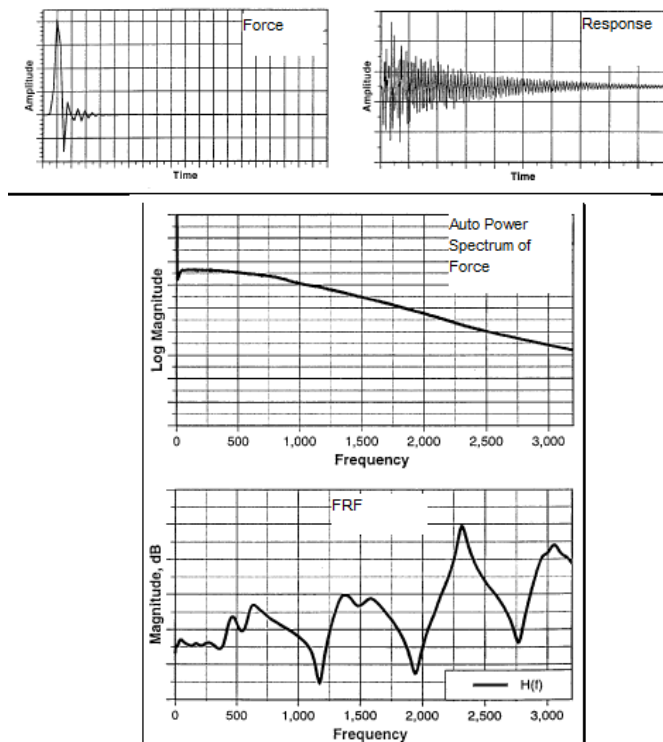 Force
Amplitude
Time
Response
Amplitude
Time
Auto Power
Spectrum of
Force
Log Magnitude
0 500 1,000 1,500 2,000 2,500 3,000
Frequency
FRF
Magnitude, dB
H(f)
0 500 1,000 1,500 2,000 2,500 3,000
Frequency